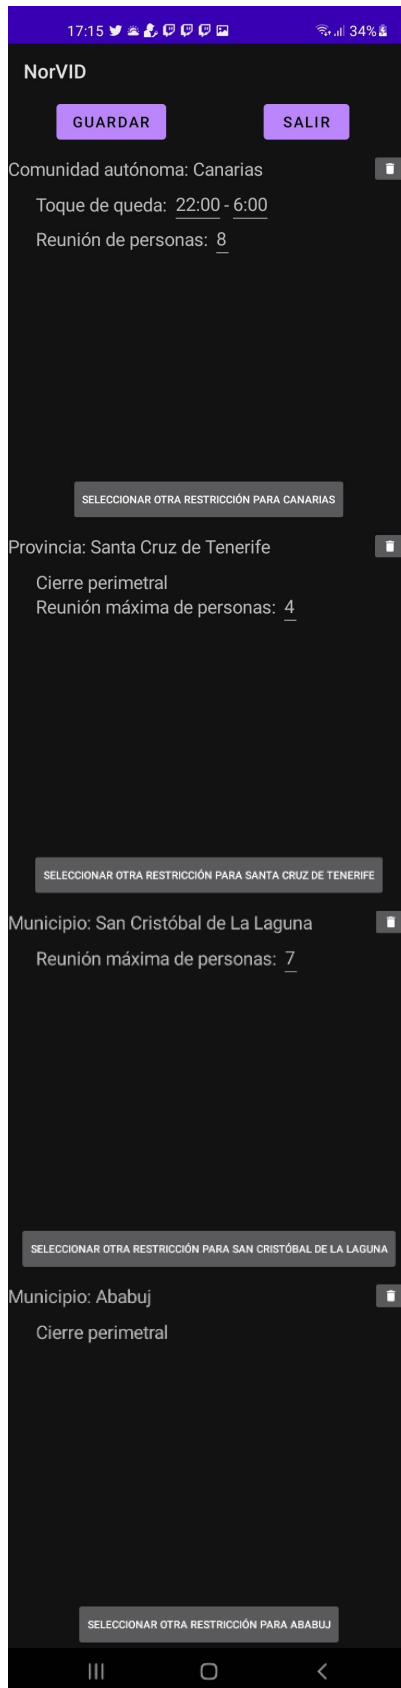 17:15 34%
NorVID
GUARDAR SALIR
Comunidad autónoma: Canarias
Toque de queda: 22:00 - 6:00
Reunión de personas: 8
SELECCIONAR OTRA RESTRICCIÓN PARA CANARIAS
Provincia: Santa Cruz de Tenerife
Cierre perimetral
Reunión máxima de personas: 4
SELECCIONAR OTRA RESTRICCIÓN PARA SANTA CRUZ DE TENERIFE
Municipio: San Cristóbal de La Laguna
Reunión máxima de personas: 7
SELECCIONAR OTRA RESTRICCIÓN PARA SAN CRISTÓBAL DE LA LAGUNA
Municipio: Ababuj
Cierre perimetral
SELECCIONAR OTRA RESTRICCIÓN PARA ABABUJ